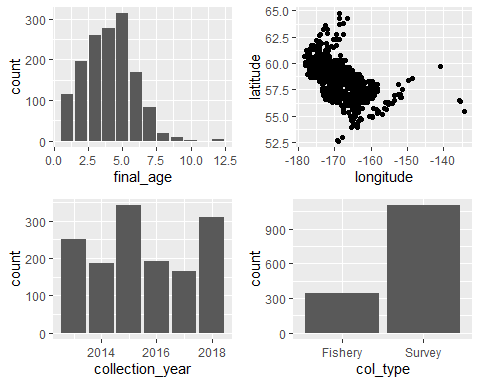 300
200
100
0
count
0.0 2.5 5.0 7.5 10.0 12.5
final_age
65.0
62.5
60.0
57.5
55.0
52.5
latitude
-180 -170 -160 -150 -140
longitude
300
200
100
0
count
2014 2016 2018
collection_year
900
600
300
0
count
Fishery Survey
col_type